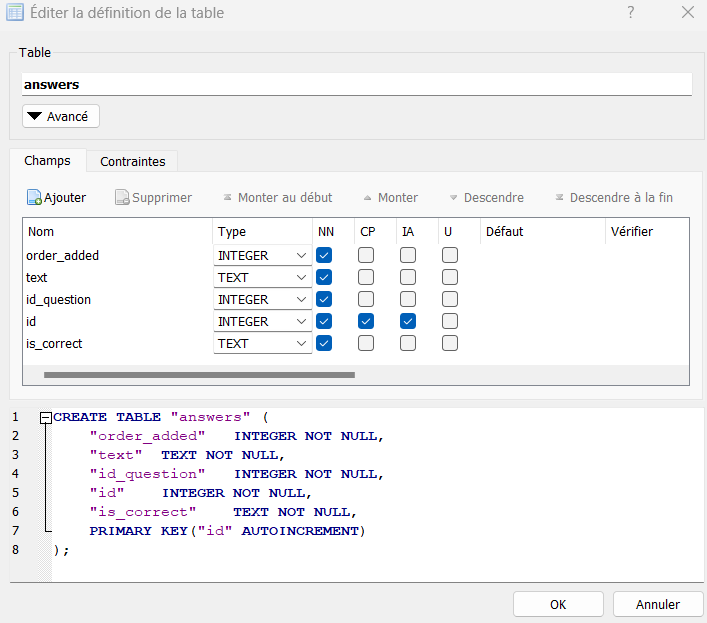 Éditer la définition de la table
?
Table
answers
Avancé
Champs
Contraintes
Ajouter
Supprimer
Monter au début
Monter
Descendre
Descendre à la fin
Nom Type NN CP IA U Défaut Vérifier
order_added INTEGER
text TEXT
id_question INTEGER
id INTEGER
is_correct TEXT
1 CREATE TABLE "answers" (
2 "order_added" INTEGER NOT NULL,
3 "text" TEXT NOT NULL,
4 "id_question" INTEGER NOT NULL,
5 "id" INTEGER NOT NULL,
6 "is_correct" TEXT NOT NULL,
7 PRIMARY KEY("id" AUTOINCREMENT)
8 );
OK
Annuler